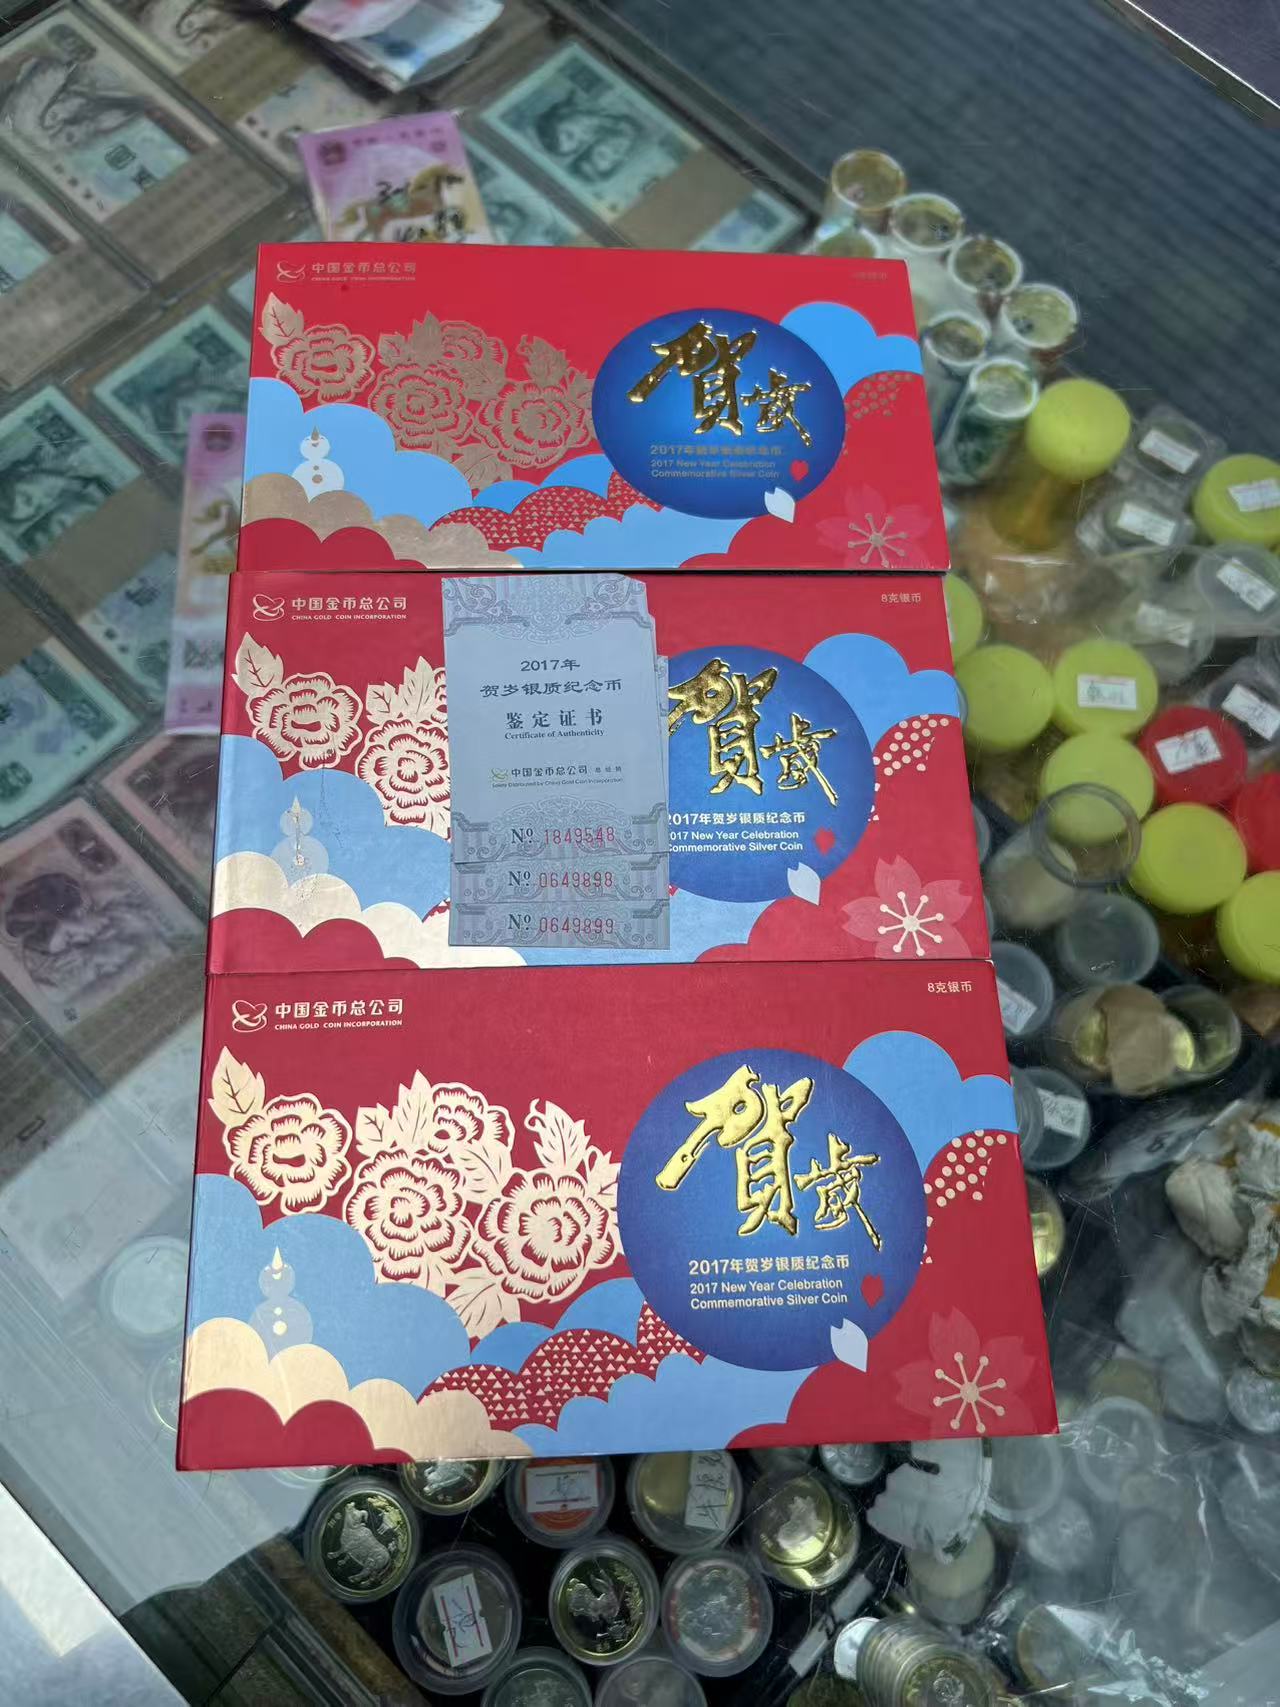 中国金币总公司
CHINA GOLD COIN INCORPORATION
贺歲
2017年贺岁银质纪念币
2017 New Year Celebration
Commemorative Silver Coin
中国金币总公司
CHINA GOLD COIN INCORPORATION
8克银币
2017年
贺岁银质纪念币
鉴定证书
Certificate of Authenticity
中国金币总公司 总经销
Solely Distributed by China Gold Coin Incorporation
№ 1849548
№ 0649898
№ 0649899
贺歲
2017年贺岁银质纪念币
2017 New Year Celebration
Commemorative Silver Coin
中国金币总公司
CHINA GOLD COIN INCORPORATION
8克银币
贺歲
2017年贺岁银质纪念币
2017 New Year Celebration
Commemorative Silver Coin